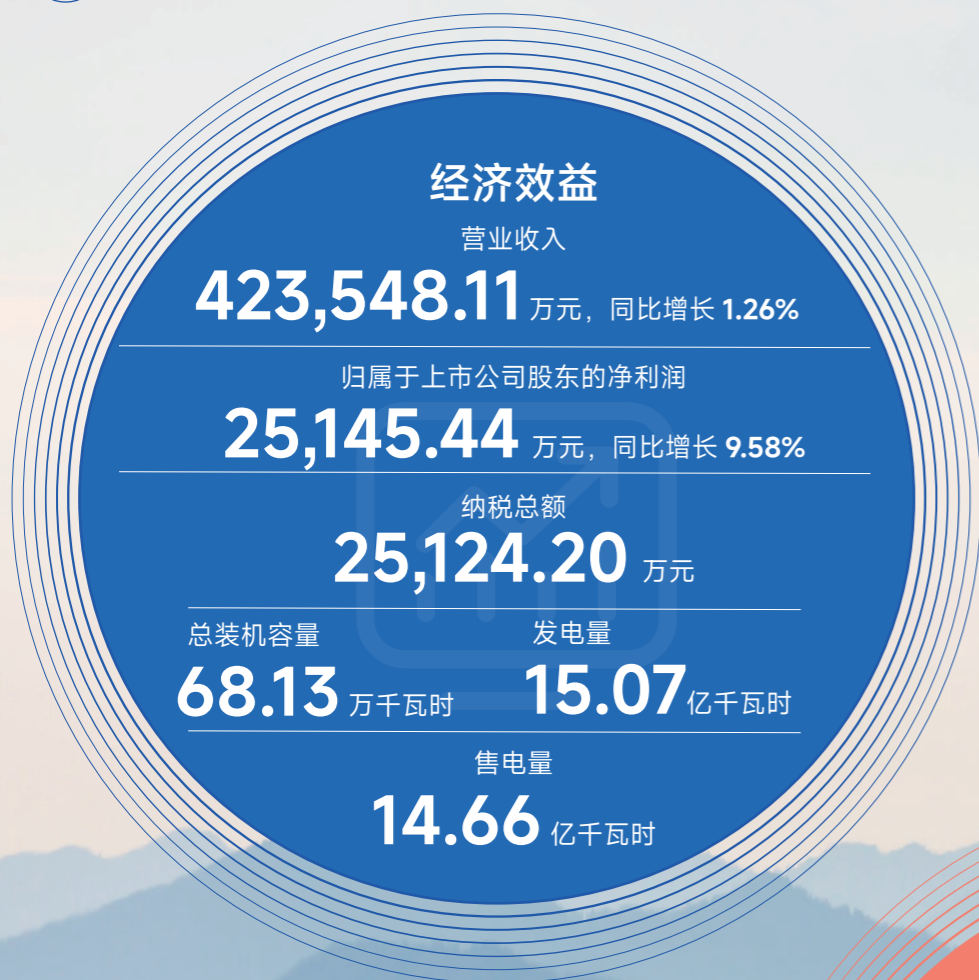 经济效益
营业收入
423,548.11 万元，同比增长 1.26%
归属于上市公司股东的净利润
25,145.44 万元，同比增长 9.58%
纳税总额
25,124.20 万元
总装机容量 发电量
68.13 万千瓦时 15.07 亿千瓦时
售电量
14.66 亿千瓦时